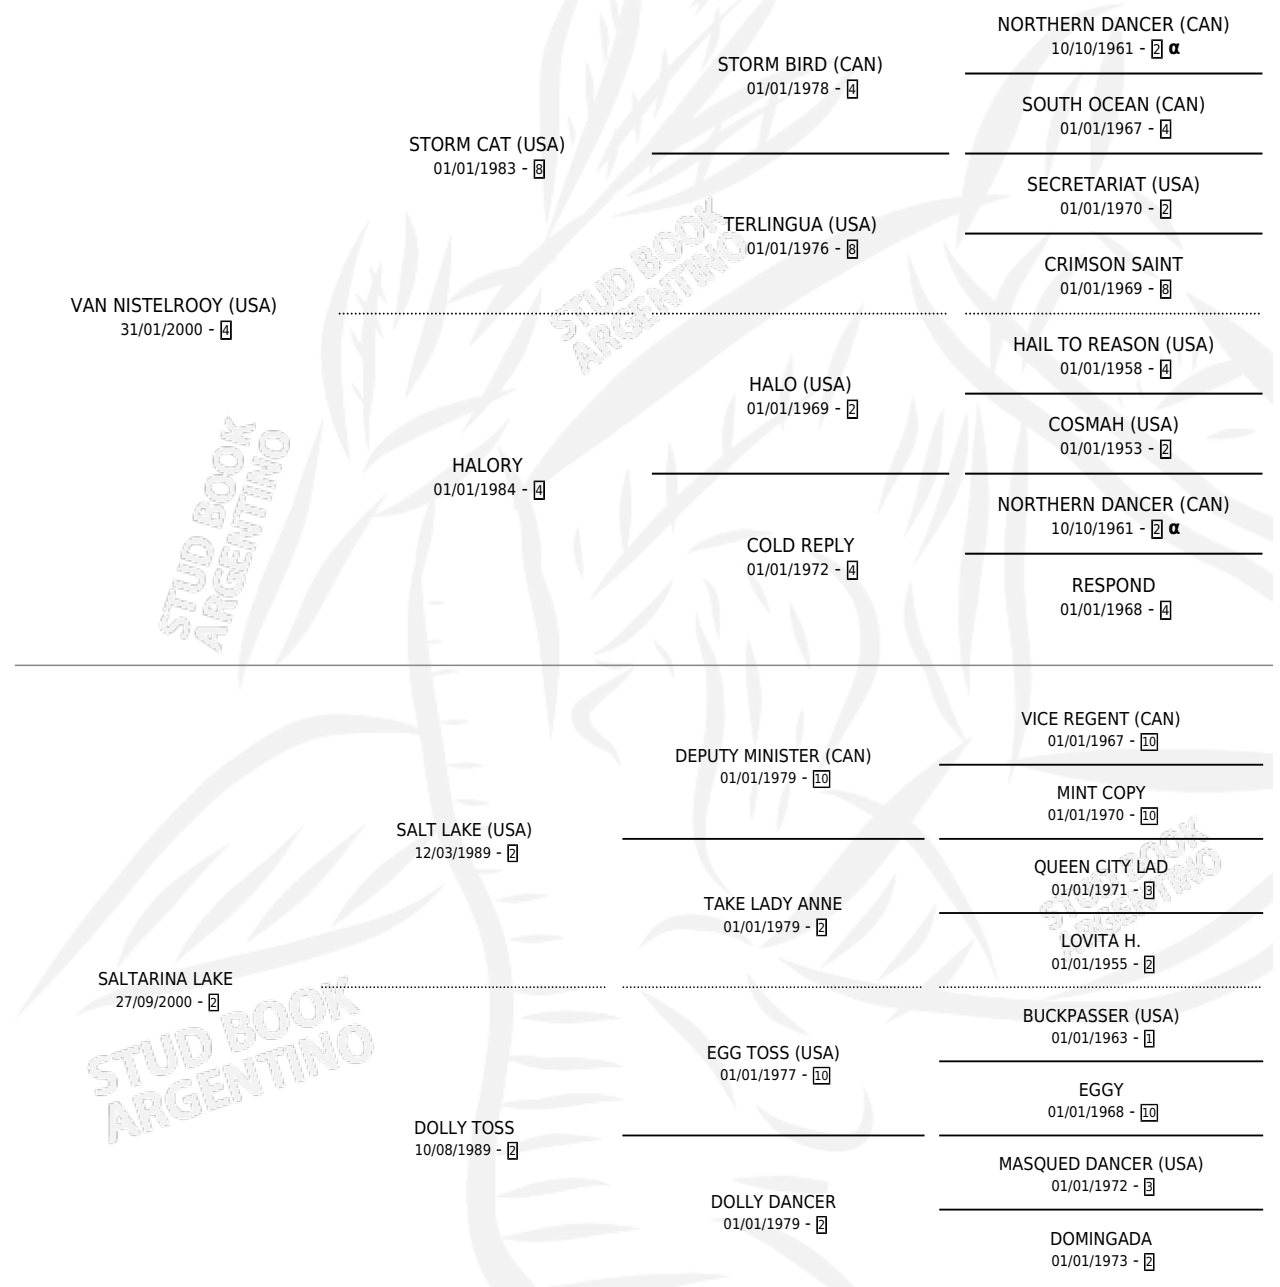 NORTHERN DANCER (CAN)
10/10/1961 - 2 α
STORM BIRD (CAN)
01/01/1978 - 4
SOUTH OCEAN (CAN)
01/01/1967 - 4
STORM CAT (USA)
01/01/1983 - 8
SECRETARIAT (USA)
01/01/1970 - 2
TERLINGUA (USA)
01/01/1976 - 8
CRIMSON SAINT
01/01/1969 - 8
VAN NISTELROOY (USA)
31/01/2000 - 4
HAIL TO REASON (USA)
01/01/1958 - 4
HALO (USA)
01/01/1969 - 2
COSMAH (USA)
01/01/1953 - 2
HALORY
01/01/1984 - 4
NORTHERN DANCER (CAN)
10/10/1961 - 2 α
COLD REPLY
01/01/1972 - 4
RESPOND
01/01/1968 - 4
VICE REGENT (CAN)
01/01/1967 - 10
DEPUTY MINISTER (CAN)
01/01/1979 - 10
MINT COPY
01/01/1970 - 10
SALT LAKE (USA)
12/03/1989 - 2
QUEEN CITY LAD
01/01/1971 - 3
TAKE LADY ANNE
01/01/1979 - 2
LOVITA H.
01/01/1955 - 2
SALTARINA LAKE
27/09/2000 - 2
BUCKPASSER (USA)
01/01/1963 - 1
EGG TOSS (USA)
01/01/1977 - 10
EGGY
01/01/1968 - 10
DOLLY TOSS
10/08/1989 - 2
MASQUED DANCER (USA)
01/01/1972 - 3
DOLLY DANCER
01/01/1979 - 2
DOMINGADA
01/01/1973 - 2
STUD BOOK
ARGENTINO
STUD BOOK
ARGENTINO
STUD BOOK
ARGENTINO
STUD BOOK
ARGENTINO